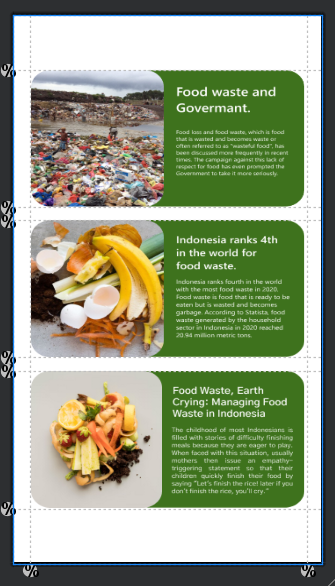 %
Food waste and
Govermant.
Food loss and food waste, which is food
that is wasted and becomes waste or
often referred to as "wasteful food", has
been discussed more frequently in recent
times. The campaign against this lack of
respect for food has even prompted the
Government to take it more seriously.
%
%
Indonesia ranks 4th
in the world for
food waste.
Indonesia ranks fourth in the world
with the most food waste in 2020.
Food waste is food that is ready to be
eaten but is wasted and becomes
garbage. According to Statista, food
waste generated by the household
sector in Indonesia in 2020 reached
20.94 million metric tons.
%
%
Food Waste, Earth
Crying: Managing Food
Waste in Indonesia
The childhood of most Indonesians is
filled with stories of difficulty finishing
meals because they are eager to play.
When faced with this situation, usually
mothers then issue an empathy-
triggering statement so that their
children quickly finish their food by
saying "Let's finish the rice! later if you
don't finish the rice, you'll cry."
%
% %